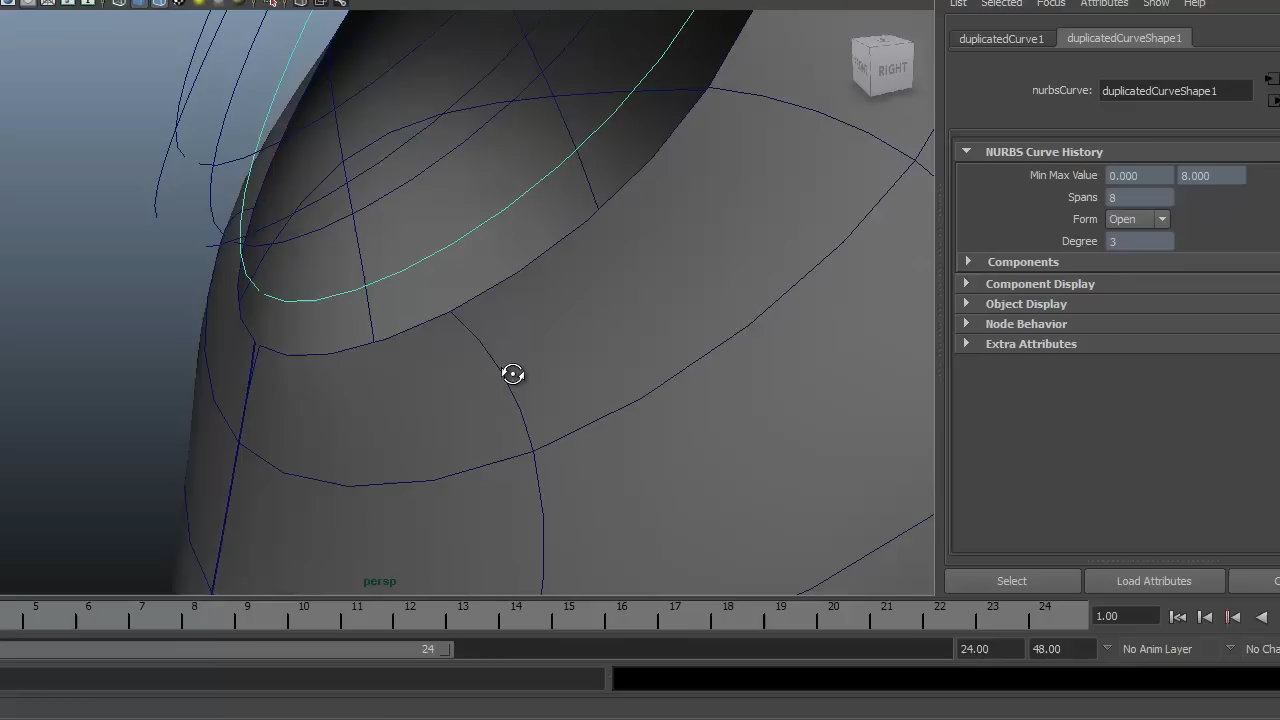 List Selected Focus Attributes Show Help
duplicatedCurve1 duplicatedCurveShape1
RIGHT
nurbsCurve: duplicatedCurveShape1
NURBS Curve History
Min Max Value 0.000 8.000
Spans 8
Form Open
Degree 3
Components
Component Display
Object Display
Node Behavior
Extra Attributes
persp
Select Load Attributes
5 6 7 8 9 10 11 12 13 14 15 16 17 18 19 20 21 22 23 24
1.00
24
24.00 48.00 No Anim Layer No Cha